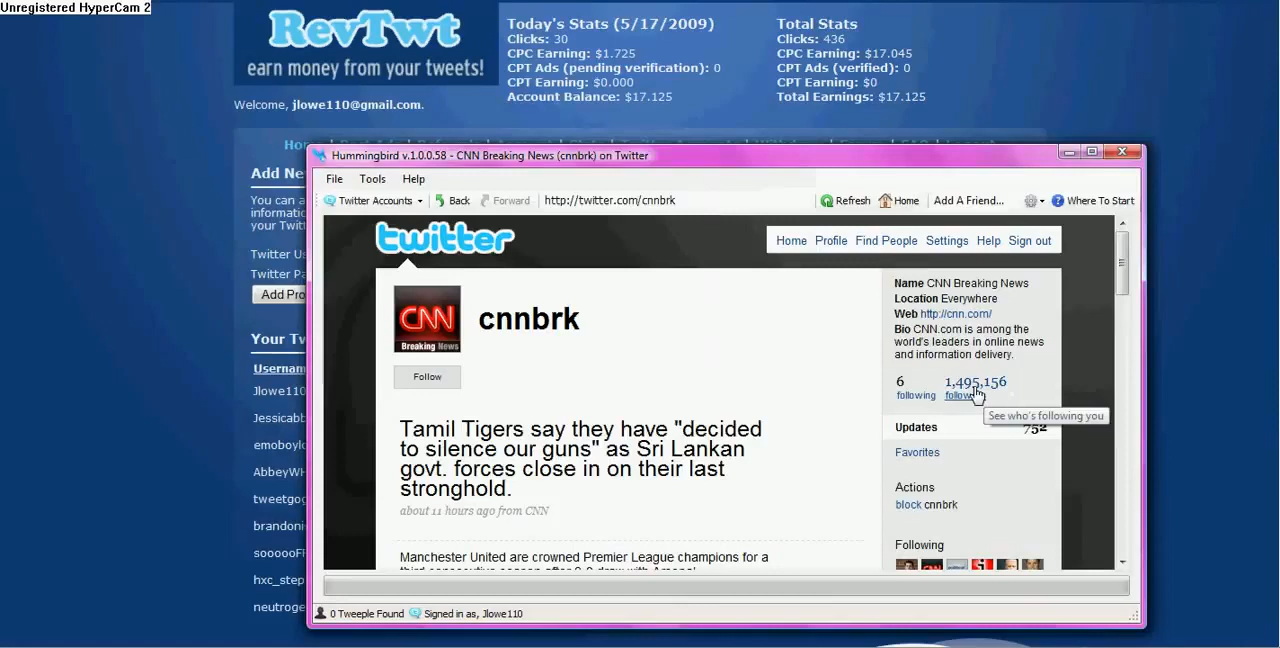 Unregistered HyperCam 2
RevTwt
earn money from your tweets!
Today's Stats (5/17/2009)
Clicks: 30
CPC Earning: $1.725
CPT Ads (pending verification): 0
CPT Earning: $0.000
Account Balance: $17.125
Total Stats
Clicks: 436
CPC Earning: $17.045
CPT Ads (verified): 0
CPT Earning: $0
Total Earnings: $17.125
Welcome, jlowe110@gmail.com.
Add Ne
You can a
informatio
your Twit
Twitter Us
Twitter Pa
Add Pro
Your Tw
Usernam
Jlowe110
Jessicabb
emoboylo
AbbeyWH
tweetgog
brandonis
soooooFl
hxc_step
neutroge
Hummingbird v.1.0.0.58 - CNN Breaking News (cnnbrk) on Twitter
File Tools Help
Twitter Accounts Back Forward http://twitter.com/cnnbrk Refresh Home Add A Friend... Where To Start
twitter
Home Profile Find People Settings Help Sign out
CNN
Breaking News
cnnbrk
Follow
Tamil Tigers say they have "decided
to silence our guns" as Sri Lankan
govt. forces close in on their last
stronghold.
about 11 hours ago from CNN
Manchester United are crowned Premier League champions for a
Name CNN Breaking News
Location Everywhere
Web http://cnn.com/
Bio CNN.com is among the
world's leaders in online news
and information delivery.
6 1,495,156
following follow
See who's following you
Updates 752
Favorites
Actions
block cnnbrk
Following
0 Tweeple Found Signed in as, Jlowe110